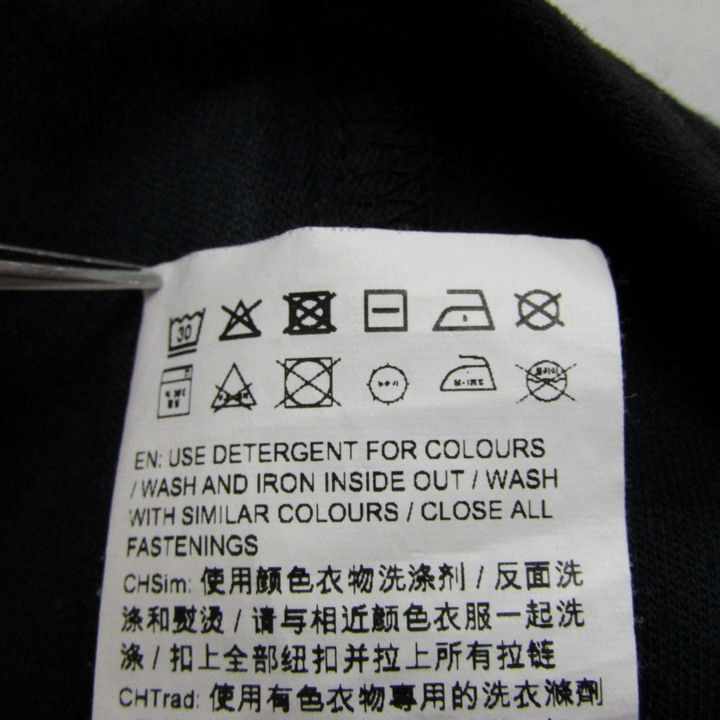 30
EN: USE DETERGENT FOR COLOURS
/ WASH AND IRON INSIDE OUT / WASH
WITH SIMILAR COLOURS / CLOSE ALL
FASTENINGS
CHSim: 使用颜色衣物洗涤剂 / 反面洗
涤和熨烫 / 请与相近颜色衣服一起洗
涤 / 扣上全部纽扣并拉上所有拉链
CHTrad: 使用有色衣物專用的洗衣滌劑